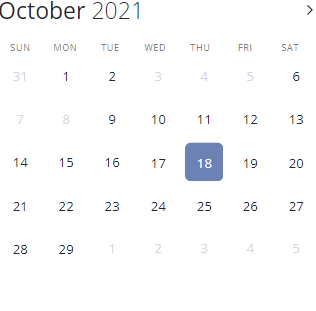 October 2021
SUN MON TUE WED THU FRI SAT
31 1 2 3 4 5 6
7 8 9 10 11 12 13
14 15 16 17 18 19 20
21 22 23 24 25 26 27
28 29 1 2 3 4 5